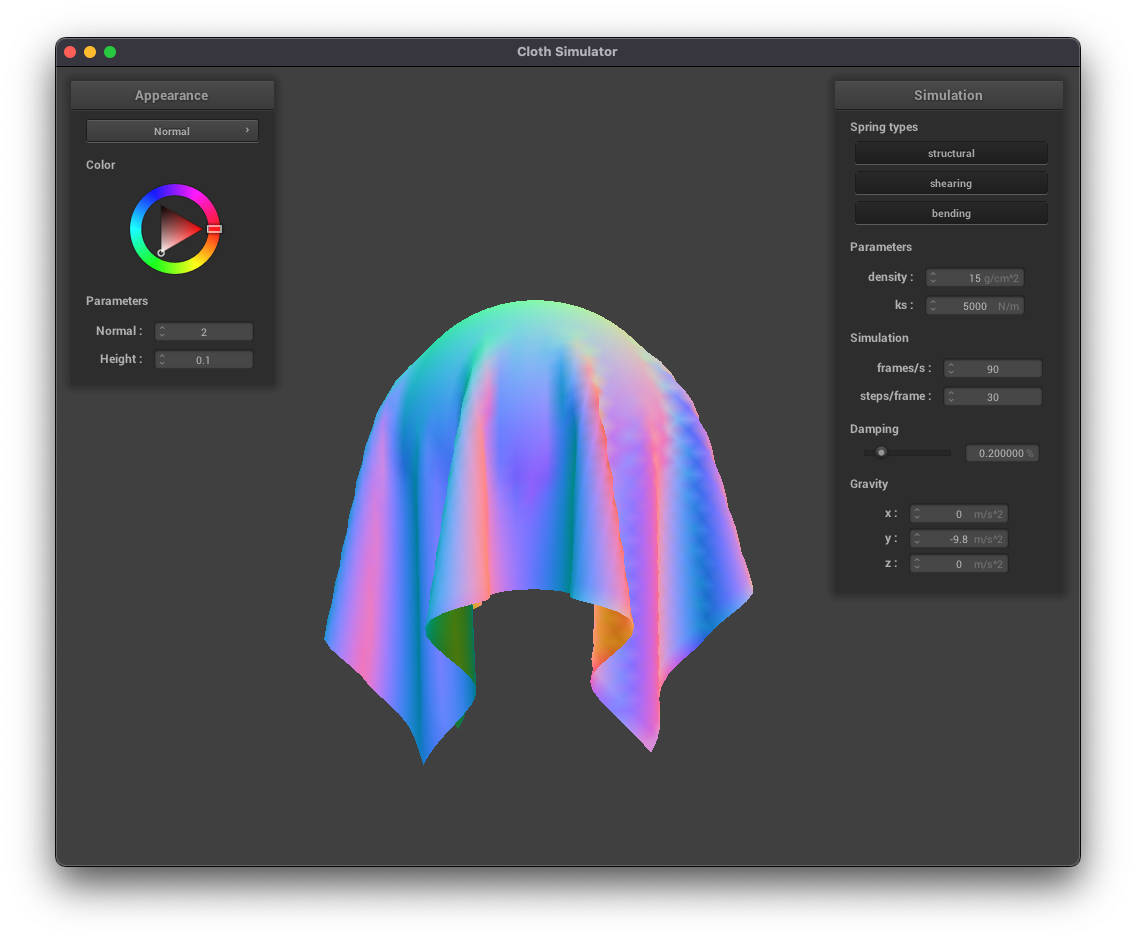 Cloth Simulator
Appearance
Normal ›
Color
Parameters
Normal : 2
Height : 0.1
Simulation
Spring types
structural
shearing
bending
Parameters
density : 15 g/cm^2
ks : 5000 N/m
Simulation
frames/s : 90
steps/frame : 30
Damping
0.200000 %
Gravity
x : 0 m/s^2
y : -9.8 m/s^2
z : 0 m/s^2